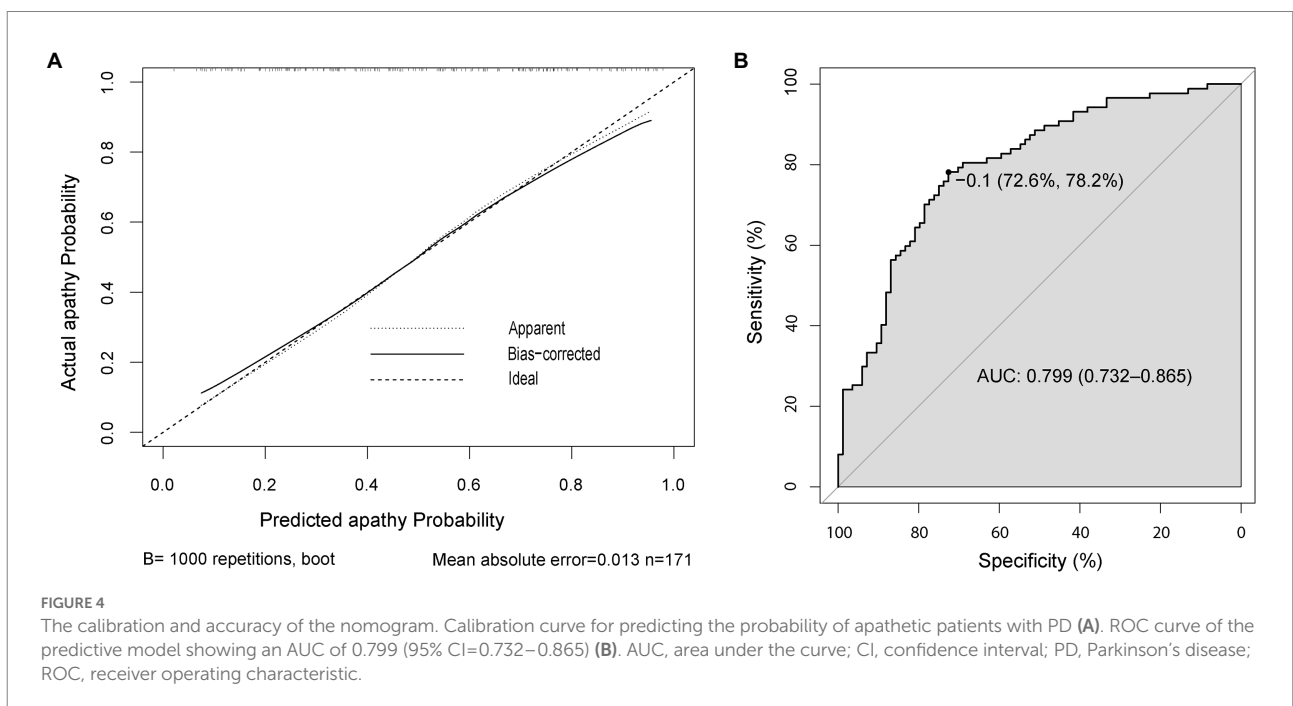 A
1.0
0.8
0.6
0.4
0.2
0.0
Actual apathy Probability
Apparent
Bias−corrected
Ideal
0.0 0.2 0.4 0.6 0.8 1.0
Predicted apathy Probability
B= 1000 repetitions, boot Mean absolute error=0.013 n=171
B
100
80
60
40
20
0
Sensitivity (%)
−0.1 (72.6%, 78.2%)
AUC: 0.799 (0.732–0.865)
100 80 60 40 20 0
Specificity (%)
FIGURE 4
The calibration and accuracy of the nomogram. Calibration curve for predicting the probability of apathetic patients with PD (A). ROC curve of the
predictive model showing an AUC of 0.799 (95% CI=0.732–0.865) (B). AUC, area under the curve; CI, confidence interval; PD, Parkinson’s disease;
ROC, receiver operating characteristic.